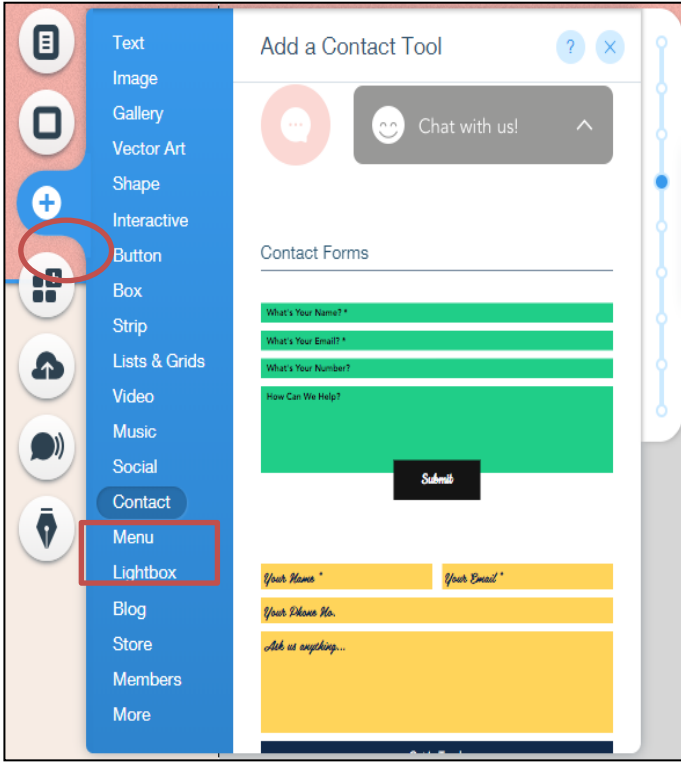 Text
Image
Gallery
Vector Art
Shape
Interactive
Button
Box
Strip
Lists & Grids
Video
Music
Social
Contact
Menu
Lightbox
Blog
Store
Members
More
Add a Contact Tool
?
Chat with us!
Contact Forms
What's Your Name? *
What's Your Email? *
What's Your Number?
How Can We Help?
Submit
Your Name * Your Email *
Your Phone No.
Ask us anything...